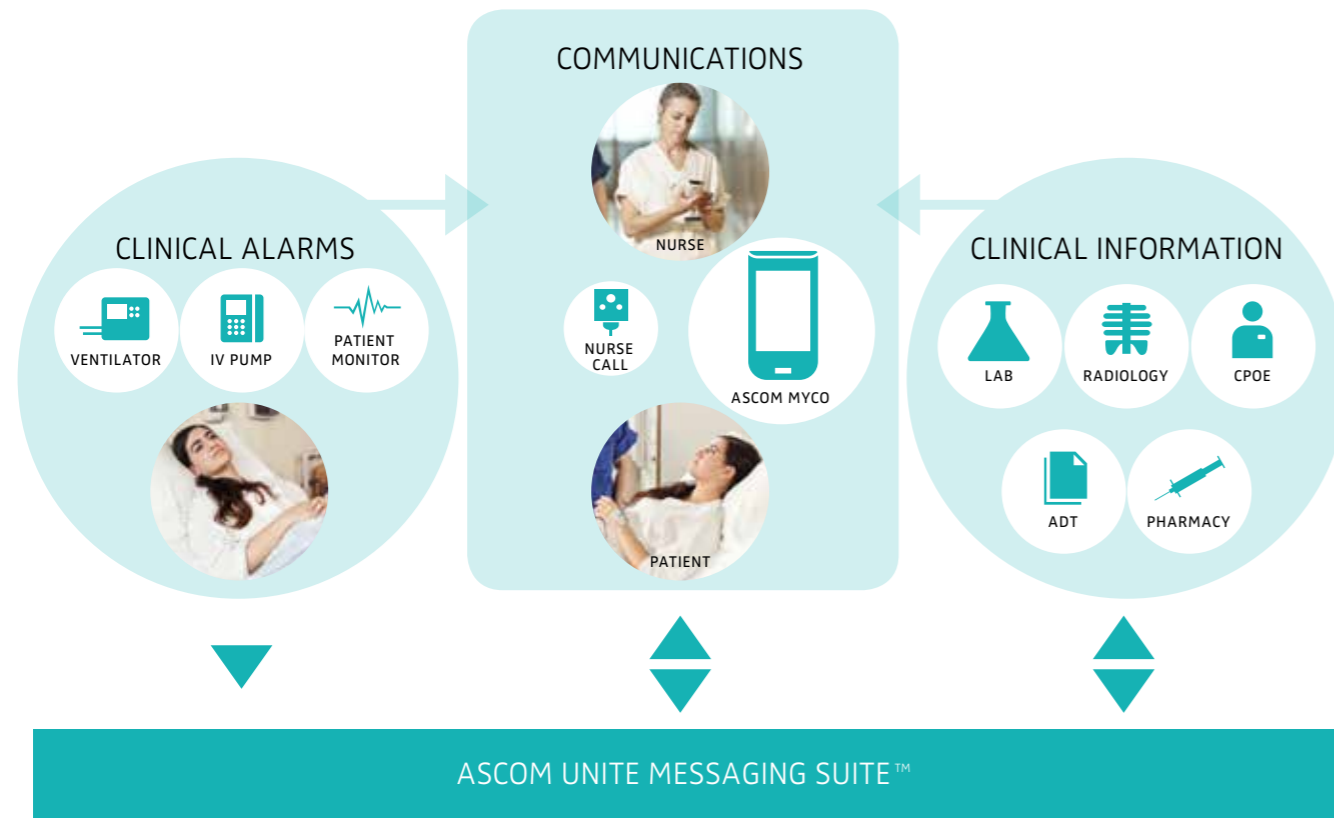 COMMUNICATIONS
NURSE
NURSE
CALL
ASCOM MYCO
PATIENT
CLINICAL ALARMS
VENTILATOR
IV PUMP
PATIENT
MONITOR
CLINICAL INFORMATION
LAB
RADIOLOGY
CPOE
ADT
PHARMACY
ASCOM UNITE MESSAGING SUITE™